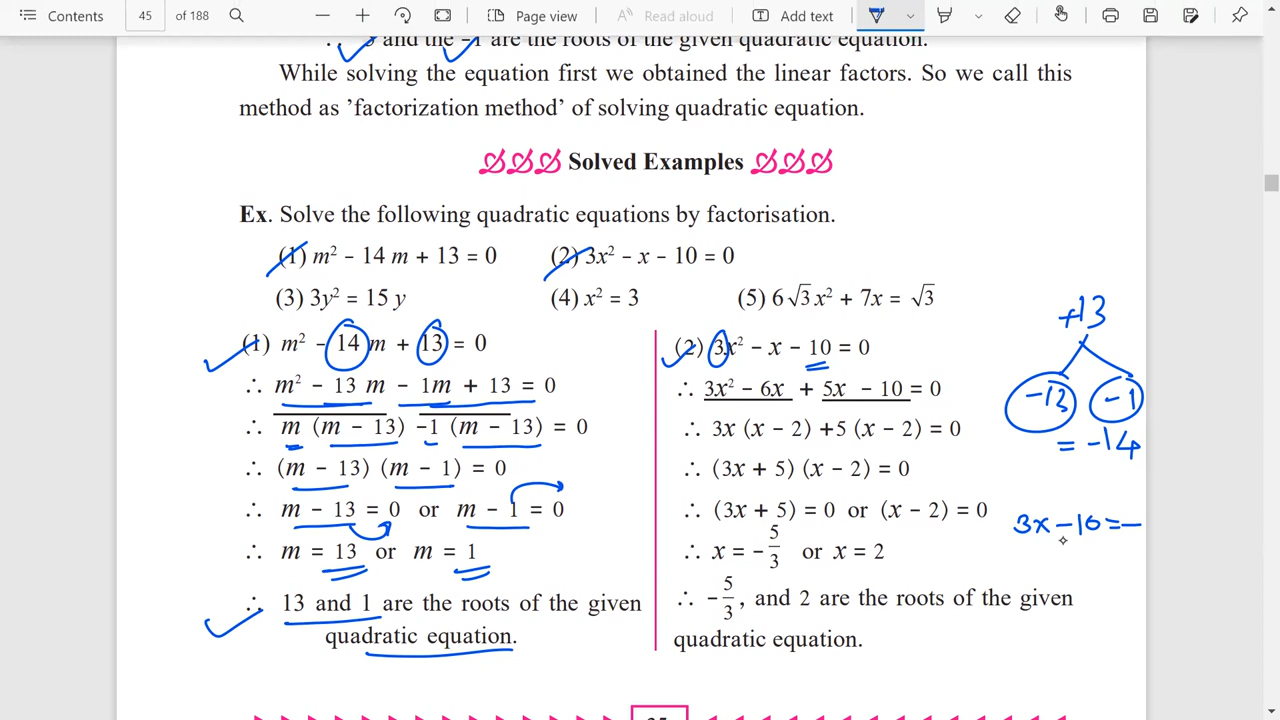 Contents 45 of 188 Page view Read aloud Add text
and the -1 are the roots of the given quadratic equation.
While solving the equation first we obtained the linear factors. So we call this
method as ’factorization method’ of solving quadratic equation.
Solved Examples
Ex. Solve the following quadratic equations by factorisation.
(1) m² - 14 m + 13 = 0 (2) 3x² - x - 10 = 0
(3) 3y² = 15 y (4) x² = 3 (5) 6√3x² + 7x = √3
(1) m² - 14 m + 13 = 0
∴ m² - 13 m - 1m + 13 = 0
∴ m (m - 13) -1 (m - 13) = 0
∴ (m - 13) (m - 1) = 0
∴ m - 13 = 0 or m - 1 = 0
∴ m = 13 or m = 1
∴ 13 and 1 are the roots of the given
quadratic equation.
(2) 3x² - x - 10 = 0
∴ 3x² - 6x + 5x - 10 = 0
∴ 3x (x - 2) +5 (x - 2) = 0
∴ (3x + 5) (x - 2) = 0
∴ (3x + 5) = 0 or (x - 2) = 0
∴ x = -5/3 or x = 2
∴ -5/3, and 2 are the roots of the given
quadratic equation.
+13
-13 -1
= -14
3x-10=-